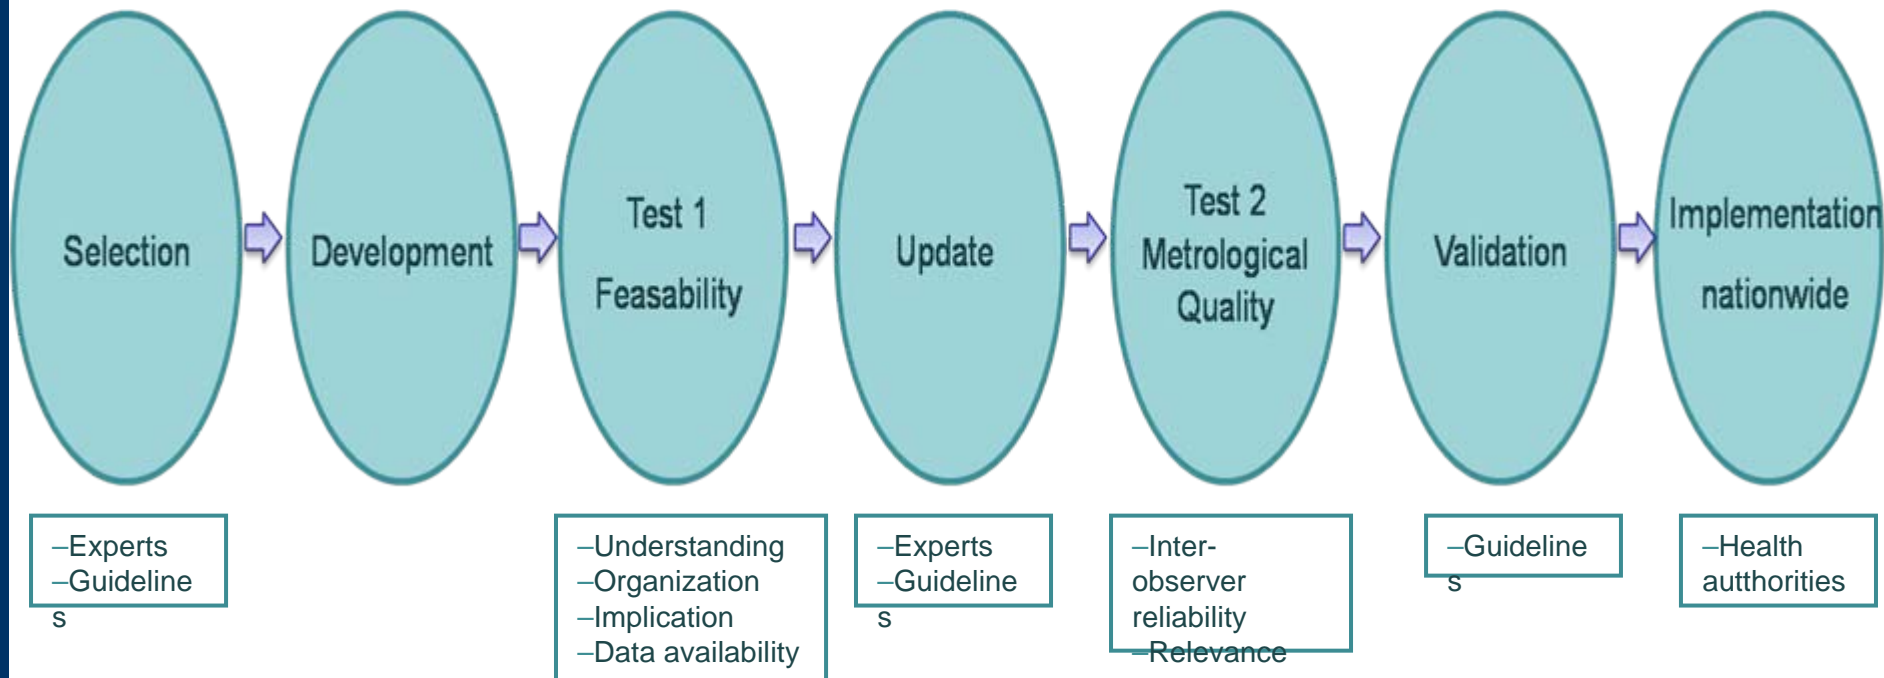 Selection
Development
Test 1
Feasability
Update
Test 2
Metrological
Quality
Validation
Implementation
nationwide
–Experts
–Guideline
s
–Understanding
–Organization
–Implication
–Data availability
–Experts
–Guideline
s
–Inter-
observer
reliability
–Relevance
–Guideline
s
–Health
autthorities